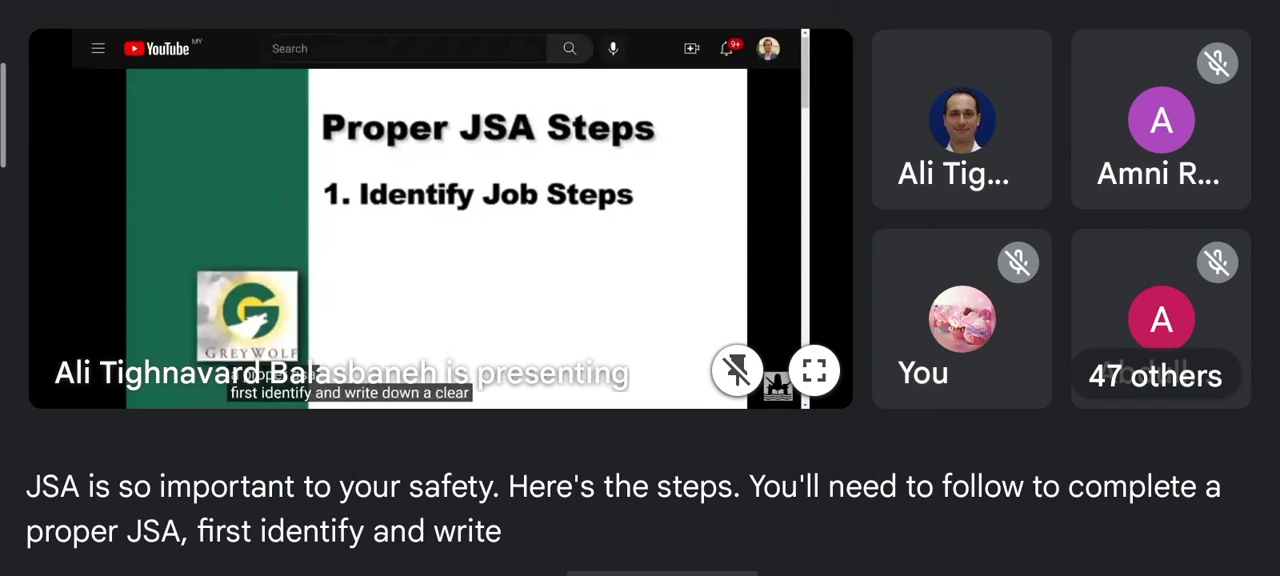 YouTube MY
Search
9+
Proper JSA Steps
1. Identify Job Steps
GREYWOLF
Ali Tighnavard Balasbaneh is presenting
first identify and write down a clear
Ali Tig...
A
Amni R...
You
A
47 others
JSA is so important to your safety. Here's the steps. You'll need to follow to complete a
proper JSA, first identify and write